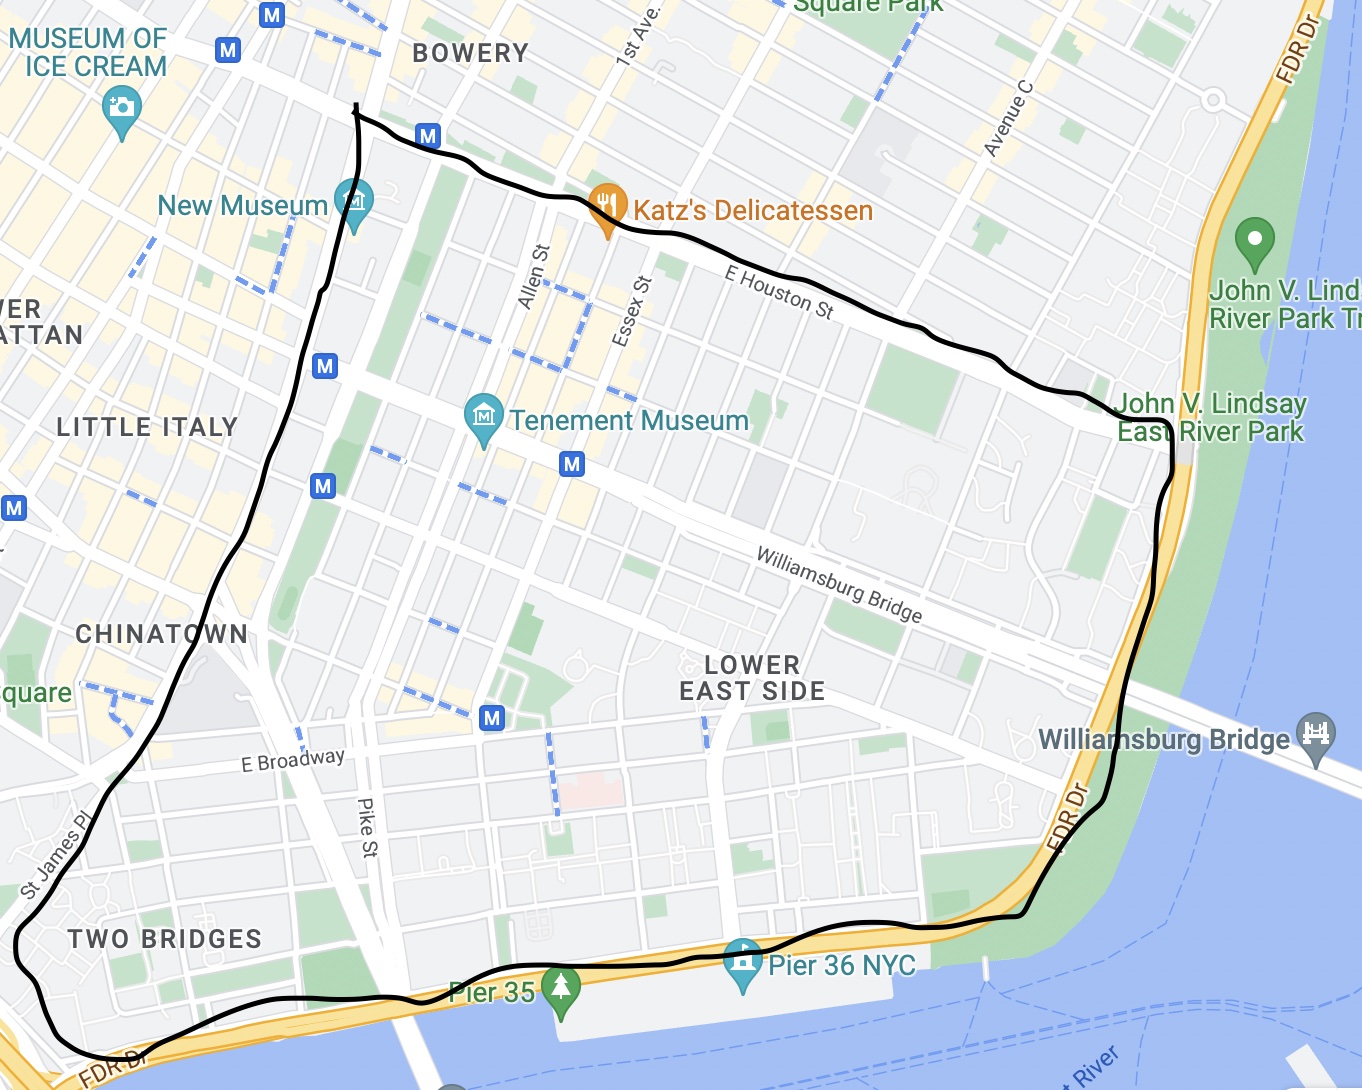 Square Park
MUSEUM OF
ICE CREAM
M
M
BOWERY
1st Ave.
FDR Dr
Avenue C
M
New Museum
Katz's Delicatessen
John V. Lind
River Park Tr
Allen St
Essex St
E Houston St
ER
ATTAN
M
LITTLE ITALY
Tenement Museum
John V. Lindsay
East River Park
M
M
M
Williamsburg Bridge
CHINATOWN
LOWER
EAST SIDE
quare
M
E Broadway
Williamsburg Bridge
Pike St
FDR Dr
St James Pl
TWO BRIDGES
Pier 36 NYC
Pier 35
FDR Dr
t River